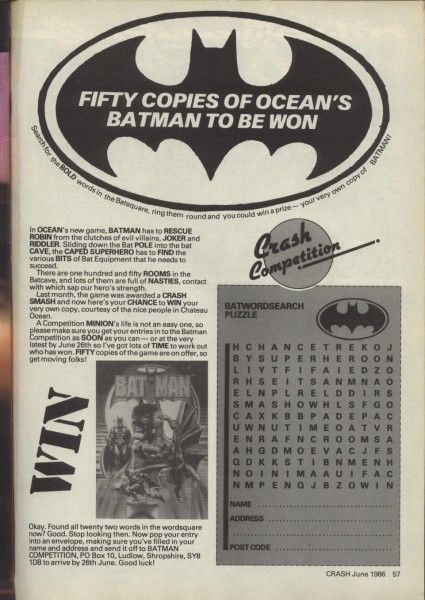 FIFTY COPIES OF OCEAN'S
BATMAN TO BE WON
Search for the BOLD words in the Batsquare, ring them round and you could win a prize — your very own copy of BATMAN!
In OCEAN's new game, BATMAN has to RESCUE
ROBIN from the clutches of evil villains, JOKER and
RIDDLER. Sliding down the Bat POLE into the bat
CAVE, the CAPED SUPERHERO has to FIND the
various BITS of Bat Equipment that he needs to
succeed.
There are one hundred and fifty ROOMS in the
Batcave, and lots of them are full of NASTIES, contact
with which sap our hero's strength.
Last month, the game was awarded a CRASH
SMASH and now here's your CHANCE to WIN your
very own copy, courtesy of the nice people in Chateau
Ocean.
A Competition MINION's life is not an easy one, so
please make sure you get your entries in to the Batman
Competition as SOON as you can — or at the very
latest by June 26th so I've got lots of TIME to work out
who has won. FIFTY copies of the game are on offer, so
get moving folks!
WIN
BATMAN
Okay. Found all twenty two words in the wordsquare
now? Good. Stop looking then. Now pop your entry
into an envelope, making sure you've filled in your
name and address and send it off to BATMAN
COMPETITION, PO Box 10, Ludlow, Shropshire, SY8
1DB to arrive by 26th June. Good luck!
Crash
Competition
BATWORDSEARCH
PUZZLE
H C H A N C E T R E K O J
B Y S U P E R H E R O O N
L I Y T F I F A I E D Z O
R H S E I T S A N M N A O
E L N P L R E L D D I R S
S M A S H O W H L S F G O
C A X K B B P A D E P A C
U W N U T I M E O A T V R
E N R A F N C R O O M S A
A H G D M O E V A C J F S
Q D K K S T I B N M E N H
N O I N I M A A U I F A C
N M P E N Q J B Z O W I N
NAME
ADDRESS
POST CODE
CRASH June 1986 57